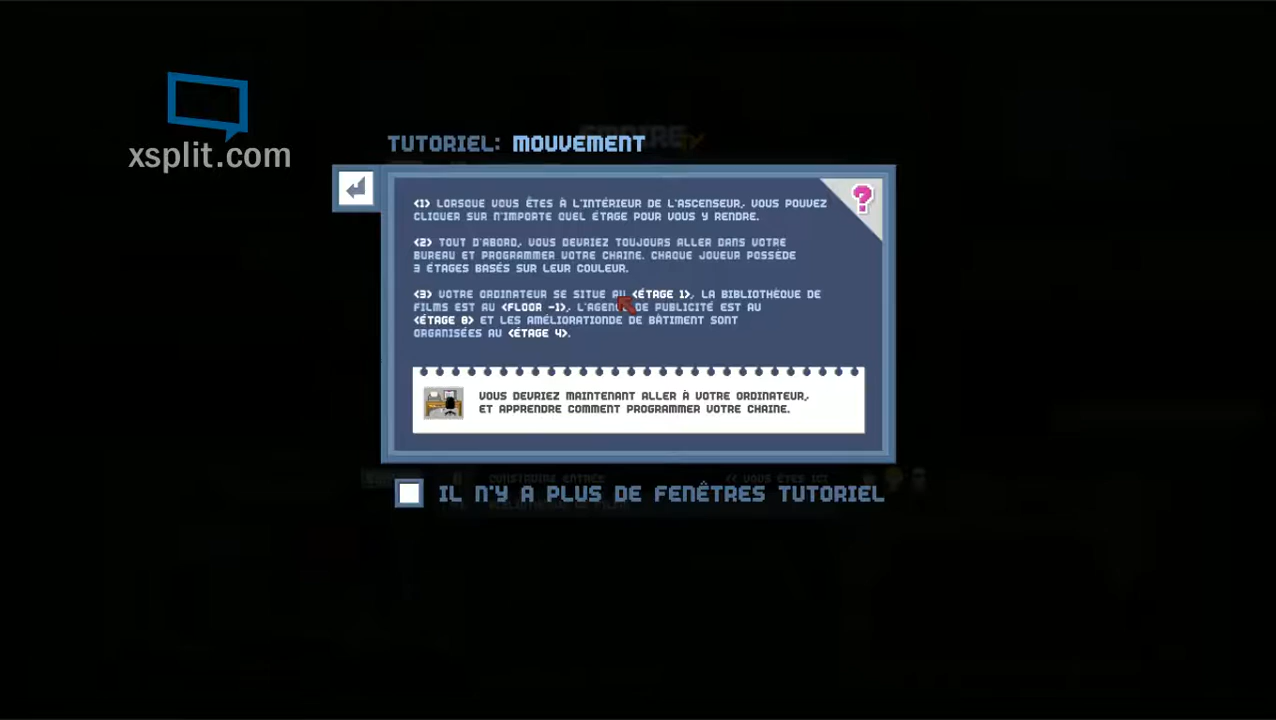 xsplit.com
TUTORIEL: MOUVEMENT
<1> LORSQUE VOUS ÊTES À L'INTÉRIEUR DE L'ASCENSEUR, VOUS POUVEZ
CLIQUER SUR N'IMPORTE QUEL ÉTAGE POUR VOUS Y RENDRE.
<2> TOUT D'ABORD, VOUS DEVRIEZ TOUJOURS ALLER DANS VOTRE
BUREAU ET PROGRAMMER VOTRE CHAINE. CHAQUE JOUEUR POSSÈDE
3 ÉTAGES BASÉS SUR LEUR COULEUR.
<3> VOTRE ORDINATEUR SE SITUE AU <ÉTAGE 1>, LA BIBLIOTHÈQUE DE
FILMS EST AU <FLOOR -1>, L'AGENCE DE PUBLICITÉ EST AU
<ÉTAGE 8> ET LES AMÉLIORATIONDE DE BÂTIMENT SONT
ORGANISÉES AU <ÉTAGE 4>.
?
VOUS DEVRIEZ MAINTENANT ALLER À VOTRE ORDINATEUR,
ET APPRENDRE COMMENT PROGRAMMER VOTRE CHAINE.
// VOUS ÊTES ICI
IL N'Y A PLUS DE FENÊTRES TUTORIEL